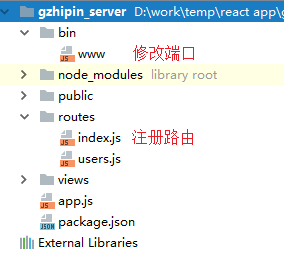 gzhipin_server D:\work\temp\react app\g
bin
www 修改端口
node_modules library root
public
routes
index.js 注册路由
users.js
views
app.js
package.json
External Libraries